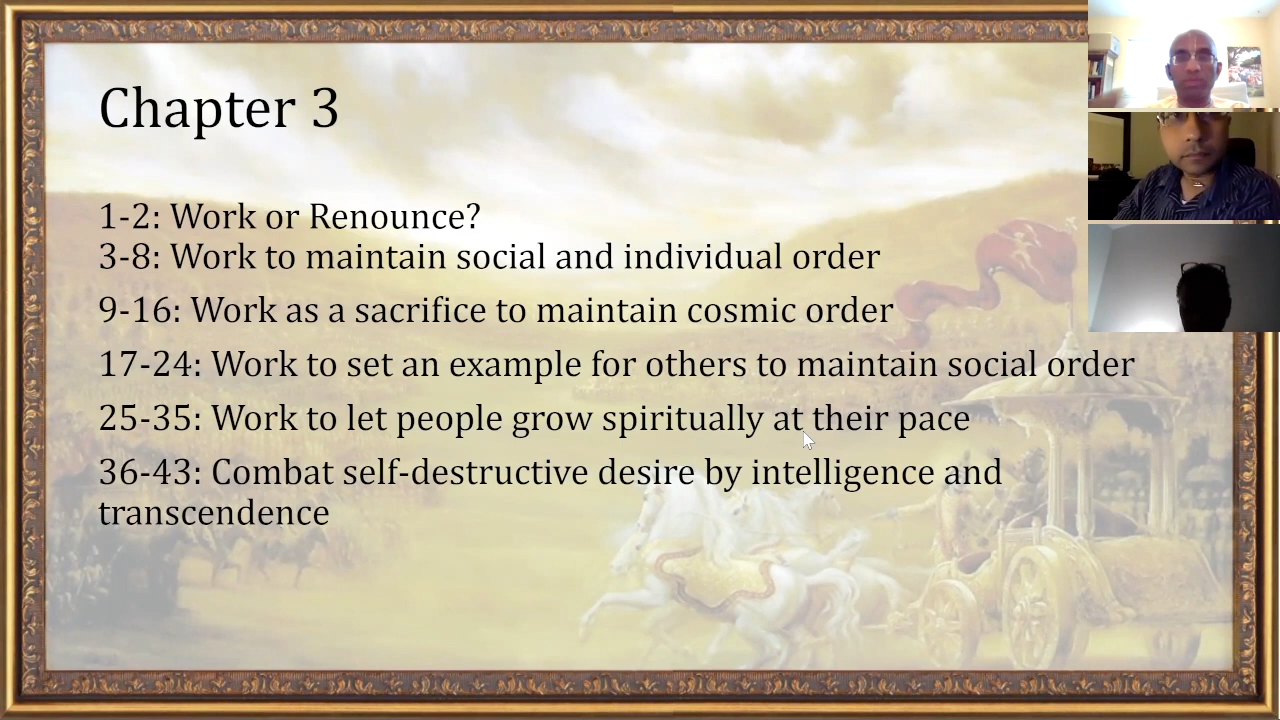 Chapter 3
1-2: Work or Renounce?
3-8: Work to maintain social and individual order
9-16: Work as a sacrifice to maintain cosmic order
17-24: Work to set an example for others to maintain social order
25-35: Work to let people grow spiritually at their pace
36-43: Combat self-destructive desire by intelligence and
transcendence